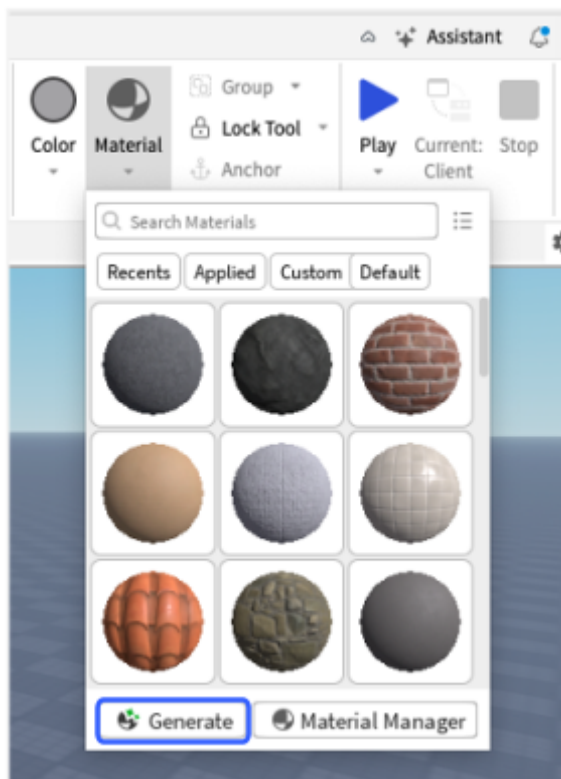 Assistant
Color
Material
Group
Lock Tool
Anchor
Play
Current:
Client
Stop
Search Materials
Recents Applied Custom Default
Generate Material Manager